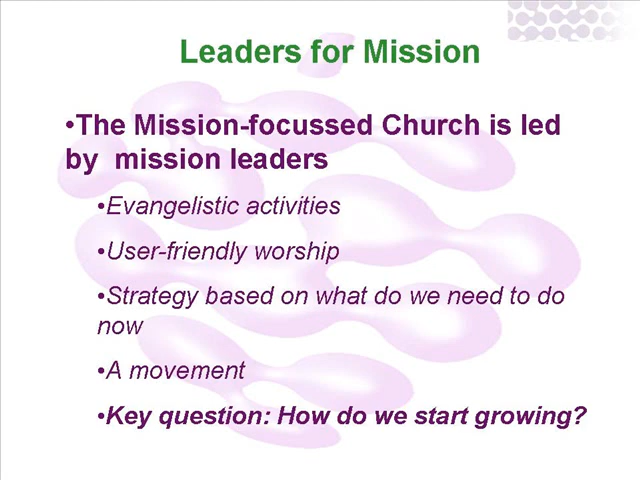 Leaders for Mission
•The Mission-focussed Church is led
by  mission leaders
•Evangelistic activities
•User-friendly worship
•Strategy based on what do we need to do
now
•A movement
•Key question: How do we start growing?